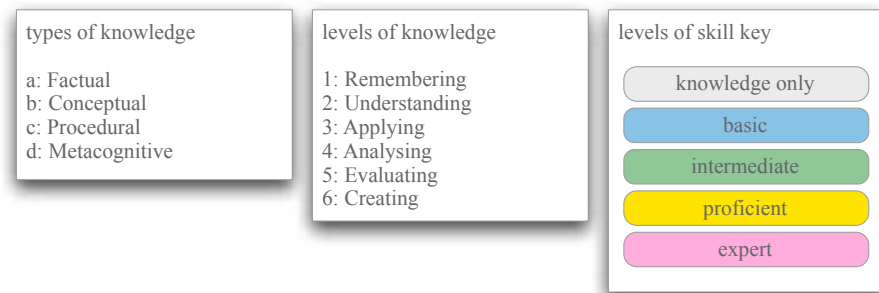 types of knowledge
a: Factual
b: Conceptual
c: Procedural
d: Metacognitive
levels of knowledge
1: Remembering
2: Understanding
3: Applying
4: Analysing
5: Evaluating
6: Creating
levels of skill key
knowledge only
basic
intermediate
proficient
expert